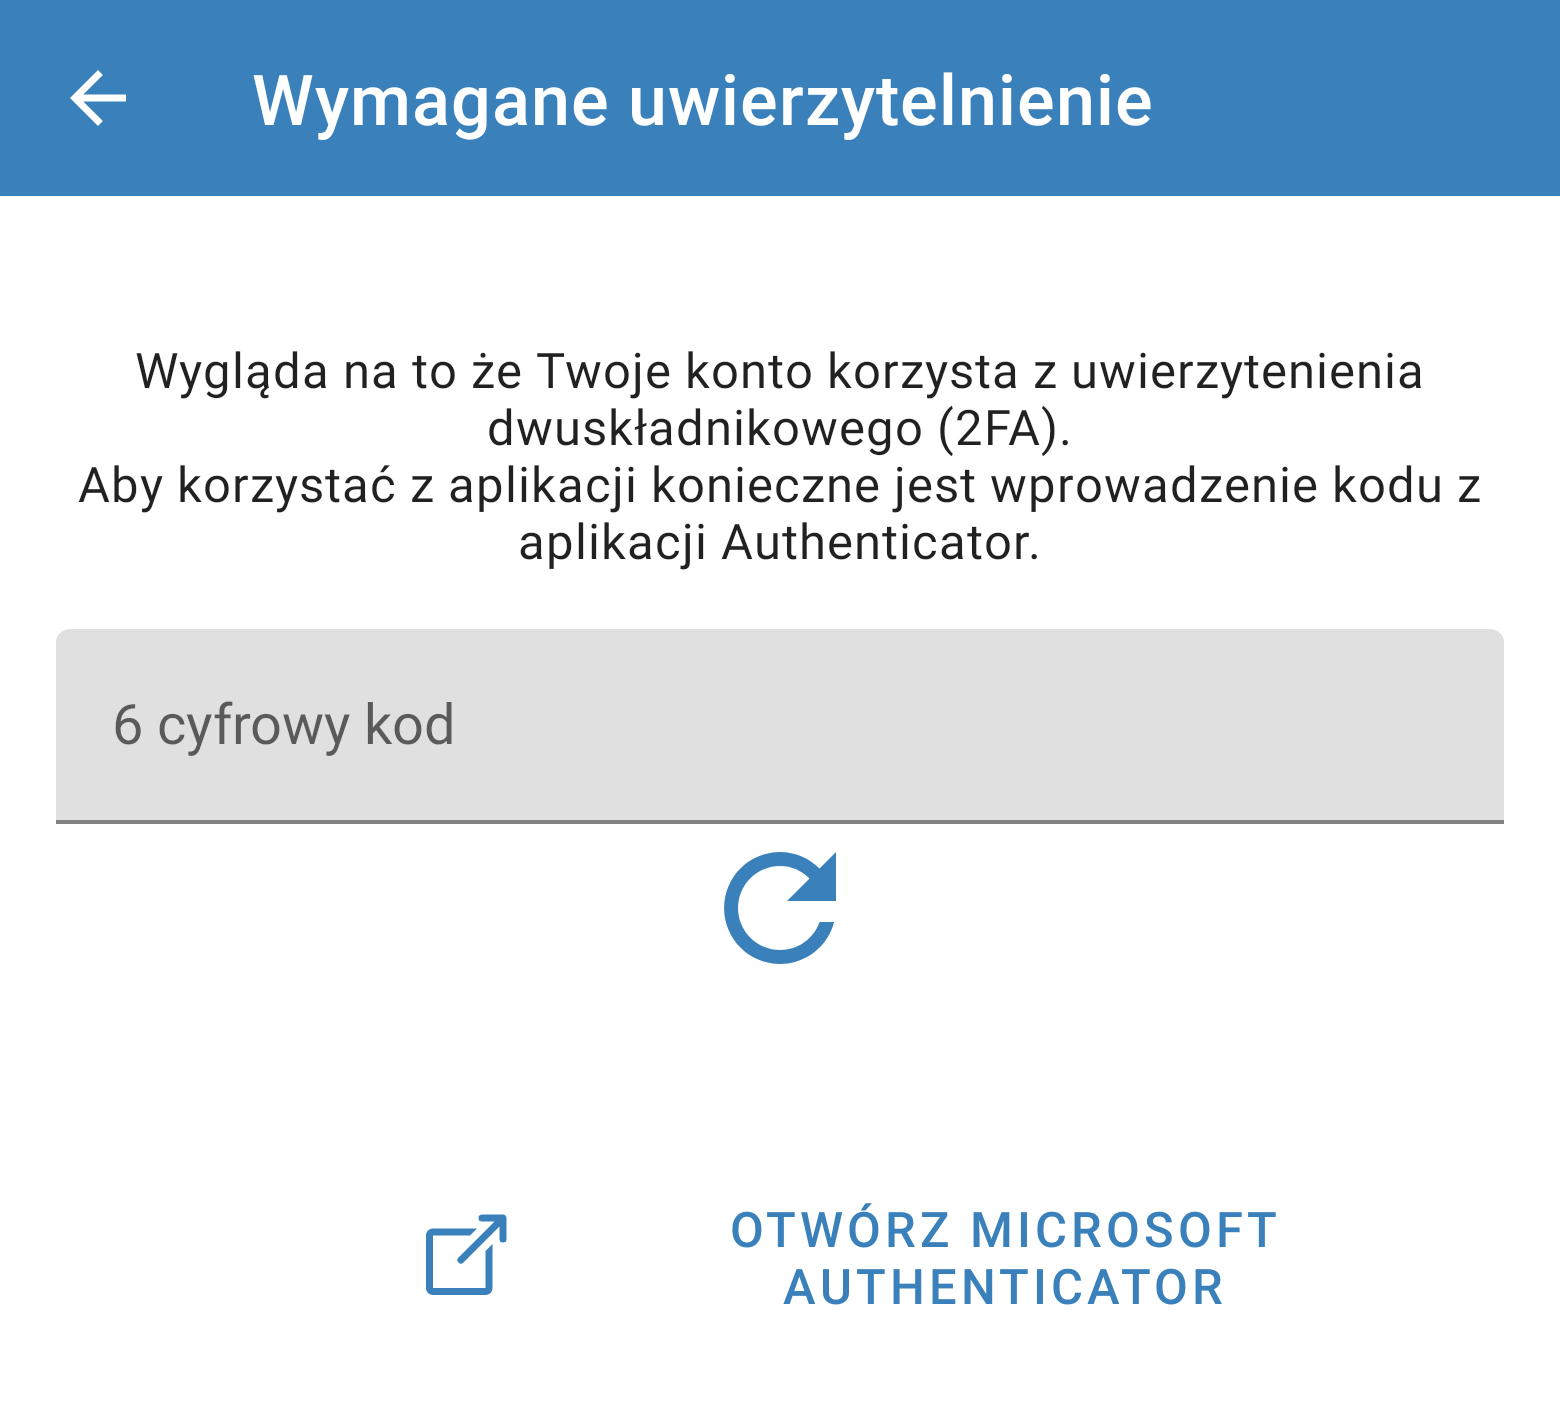 Wymagane uwierzytelnienie
Wygląda na to że Twoje konto korzysta z uwierzytenienia
dwuskładnikowego (2FA).
Aby korzystać z aplikacji konieczne jest wprowadzenie kodu z
aplikacji Authenticator.
6 cyfrowy kod
OTWÓRZ MICROSOFT
AUTHENTICATOR